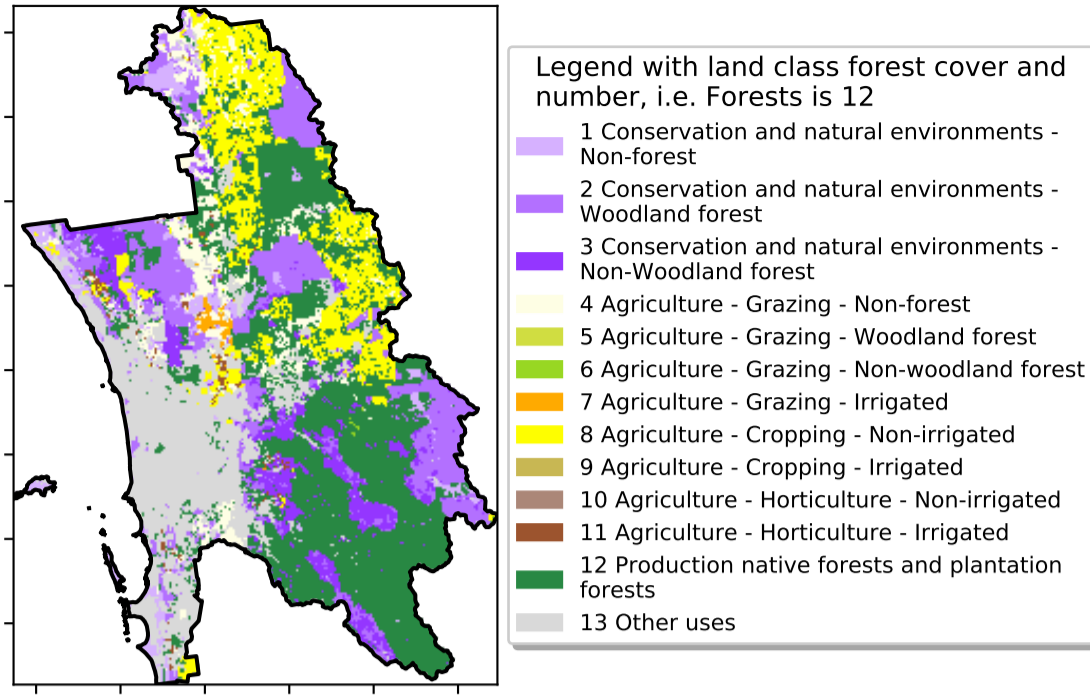 Legend with land class forest cover and
number, i.e. Forests is 12
1 Conservation and natural environments -
Non-forest
2 Conservation and natural environments -
Woodland forest
3 Conservation and natural environments -
Non-Woodland forest
4 Agriculture - Grazing - Non-forest
5 Agriculture - Grazing - Woodland forest
6 Agriculture - Grazing - Non-woodland forest
7 Agriculture - Grazing - Irrigated
8 Agriculture - Cropping - Non-irrigated
9 Agriculture - Cropping - Irrigated
10 Agriculture - Horticulture - Non-irrigated
11 Agriculture - Horticulture - Irrigated
12 Production native forests and plantation
forests
13 Other uses